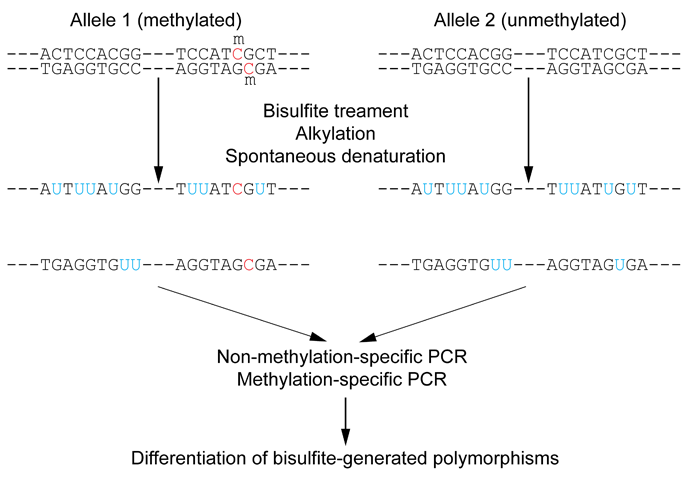 Allele 1 (methylated) Allele 2 (unmethylated)
m
---ACTCCACGG---TCCATCGCT--- ---ACTCCACGG---TCCATCGCT---
---TGAGGTGCC---AGGTAGCGA--- ---TGAGGTGCC---AGGTAGCGA---
m
Bisulfite treament
Alkylation
Spontaneous denaturation
---AUTUUAUGG---TUUATCGUT--- ---AUTUUAUGG---TUUATUGUT---
---TGAGGTGUU---AGGTAGCGA--- ---TGAGGTGUU---AGGTAGUGA---
Non-methylation-specific PCR
Methylation-specific PCR
Differentiation of bisulfite-generated polymorphisms